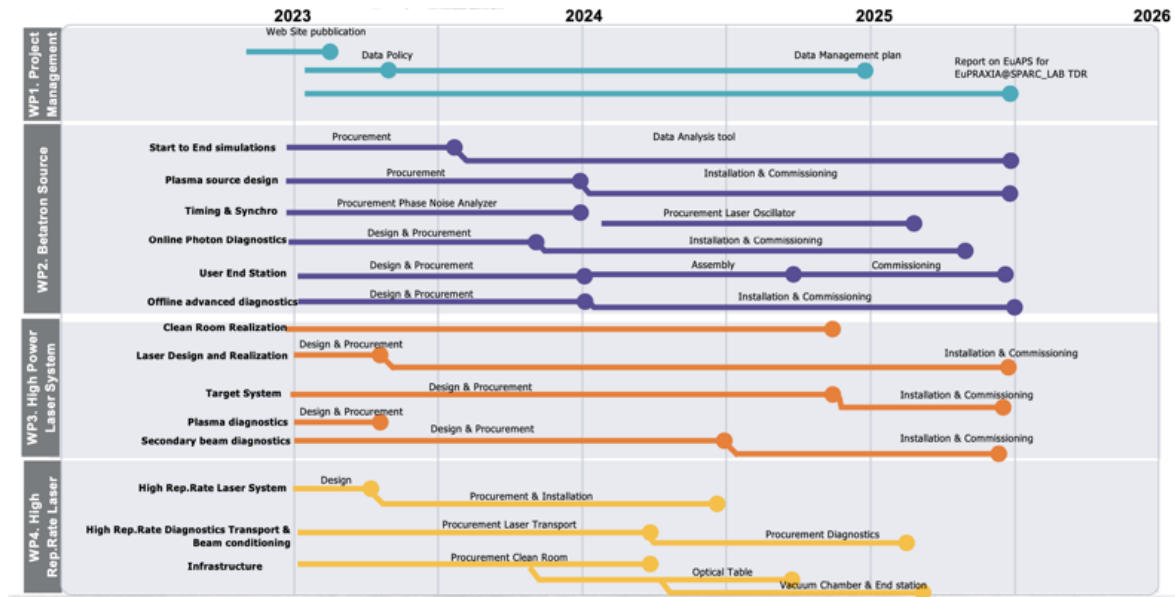 2023 2024 2025 2026
WP1. Project
Management
Web Site pubblication
Data Policy
Data Management plan
Report on EuAPS for
EuPRAXIA@SPARC_LAB TDR
WP2. Betatron Source
Start to End simulations
Procurement
Data Analysis tool
Plasma source design
Procurement
Installation & Commissioning
Timing & Synchro
Procurement Phase Noise Analyzer
Procurement Laser Oscillator
Online Photon Diagnostics
Design & Procurement
Installation & Commissioning
User End Station
Design & Procurement
Assembly
Commissioning
Offline advanced diagnostics
Design & Procurement
Installation & Commissioning
WP3. High Power
Laser System
Clean Room Realization
Laser Design and Realization
Design & Procurement
Installation & Commissioning
Target System
Design & Procurement
Installation & Commissioning
Plasma diagnostics
Design & Procurement
Secondary beam diagnostics
Design & Procurement
Installation & Commissioning
WP4. High
Rep.Rate Laser
High Rep.Rate Laser System
Design
Procurement & Installation
High Rep.Rate Diagnostics Transport &
Beam conditioning
Procurement Laser Transport
Procurement Diagnostics
Infrastructure
Procurement Clean Room
Optical Table
Vacuum Chamber & End station